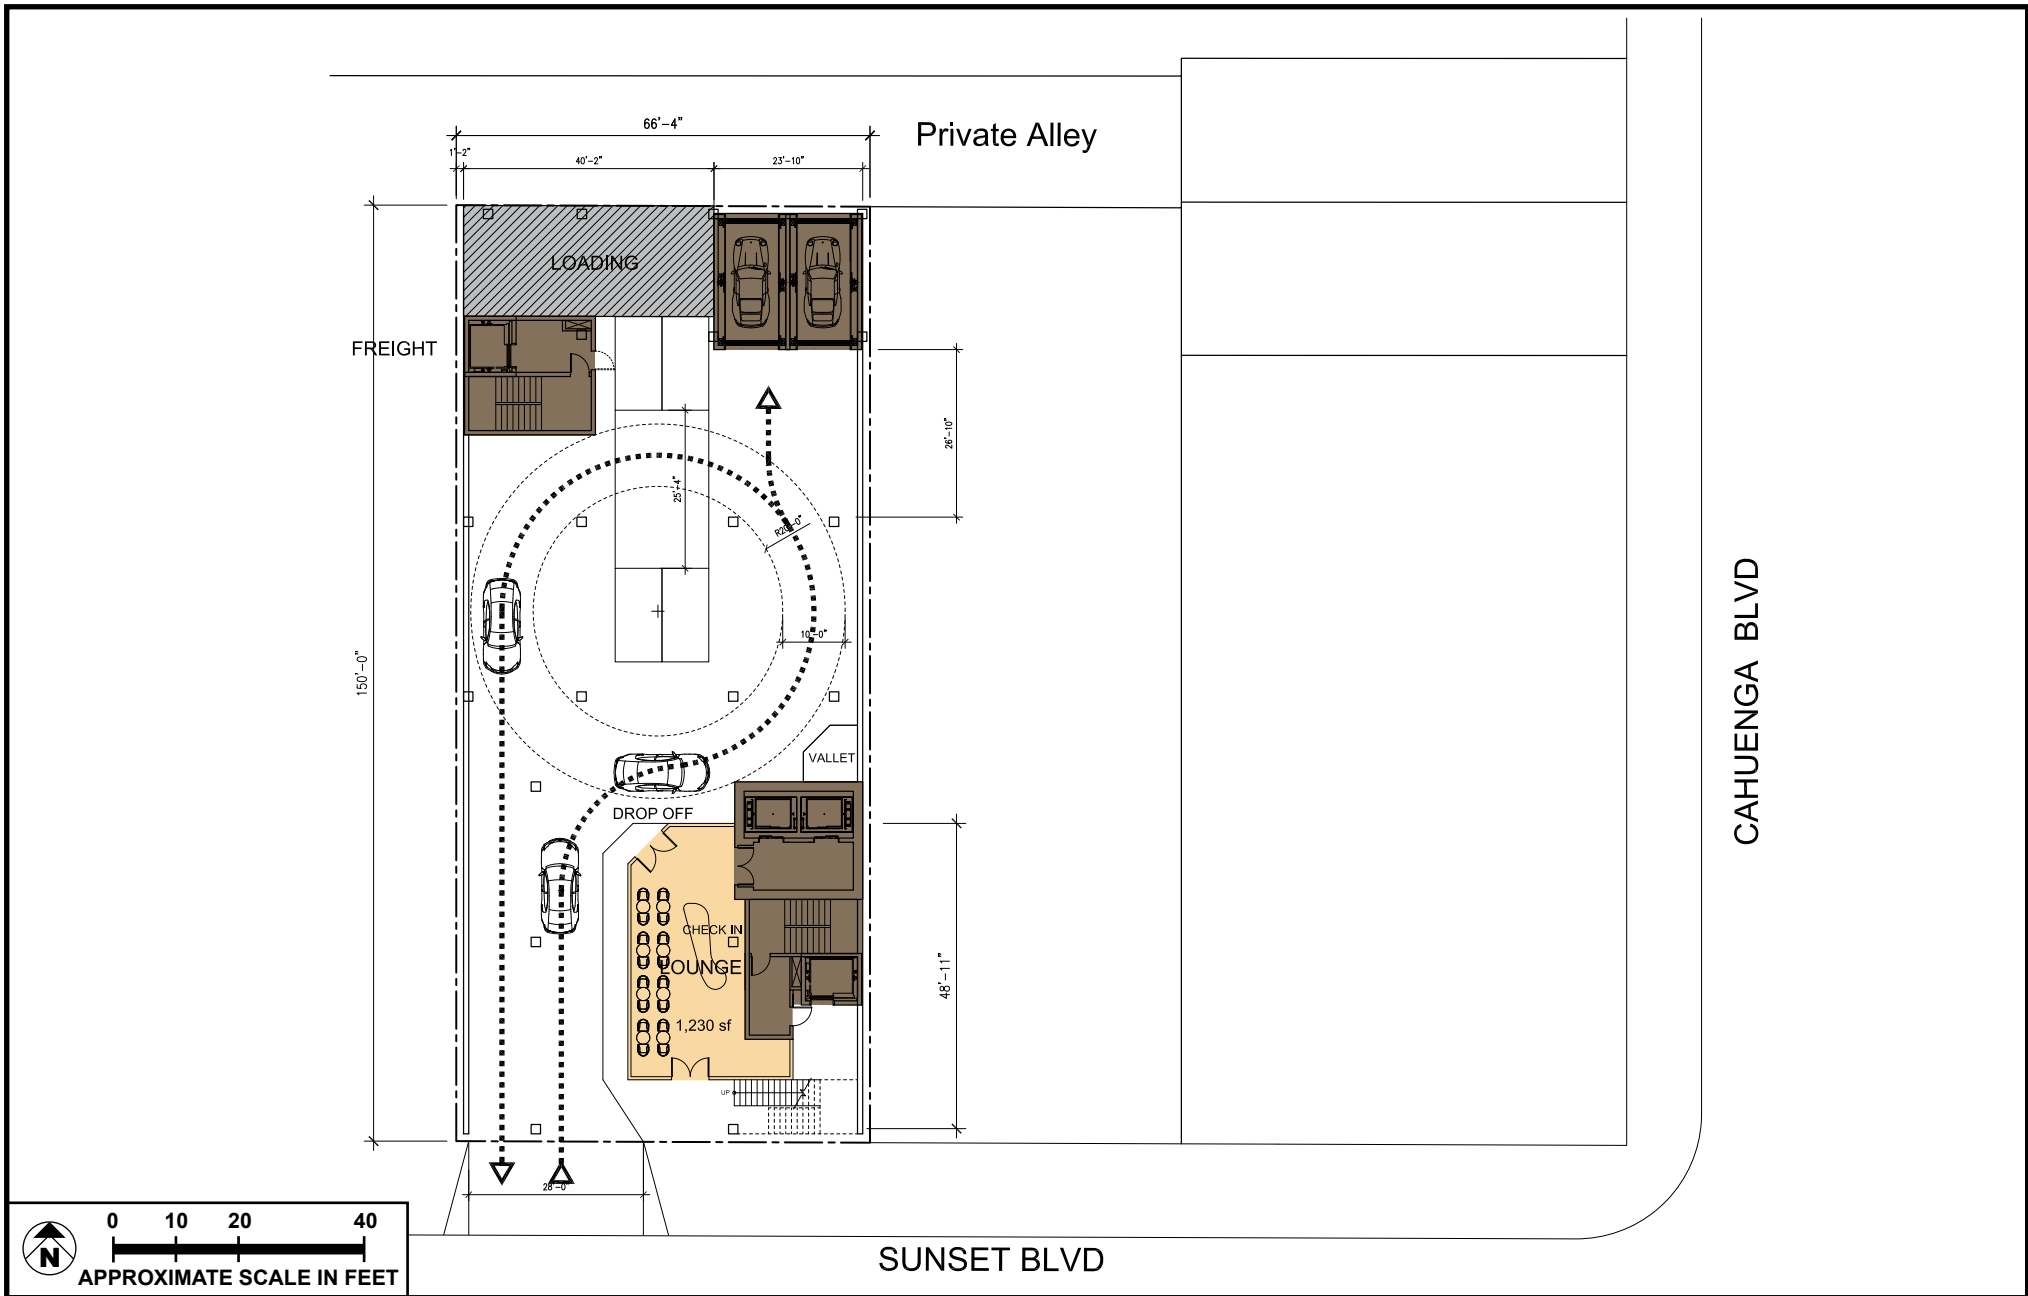 66'-4"
Private Alley
1'-2"
40'-2"
23'-10"
LOADING
FREIGHT
26'-10"
25'-4"
R20'-0"
10'-0"
150'-0"
VALLET
DROP OFF
CHECK IN
LOUNGE
1,230 sf
48'-11"
UP
28'-0"
CAHUENGA BLVD
SUNSET BLVD
0 10 20 40
N
APPROXIMATE SCALE IN FEET